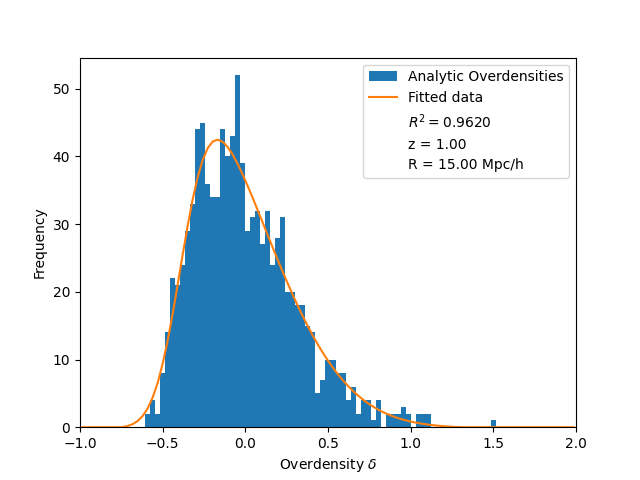 Analytic Overdensities
Fitted data
R² = 0.9620
z = 1.00
R = 15.00 Mpc/h
50
40
30
20
10
0
Frequency
−1.0 −0.5 0.0 0.5 1.0 1.5 2.0
Overdensity δ